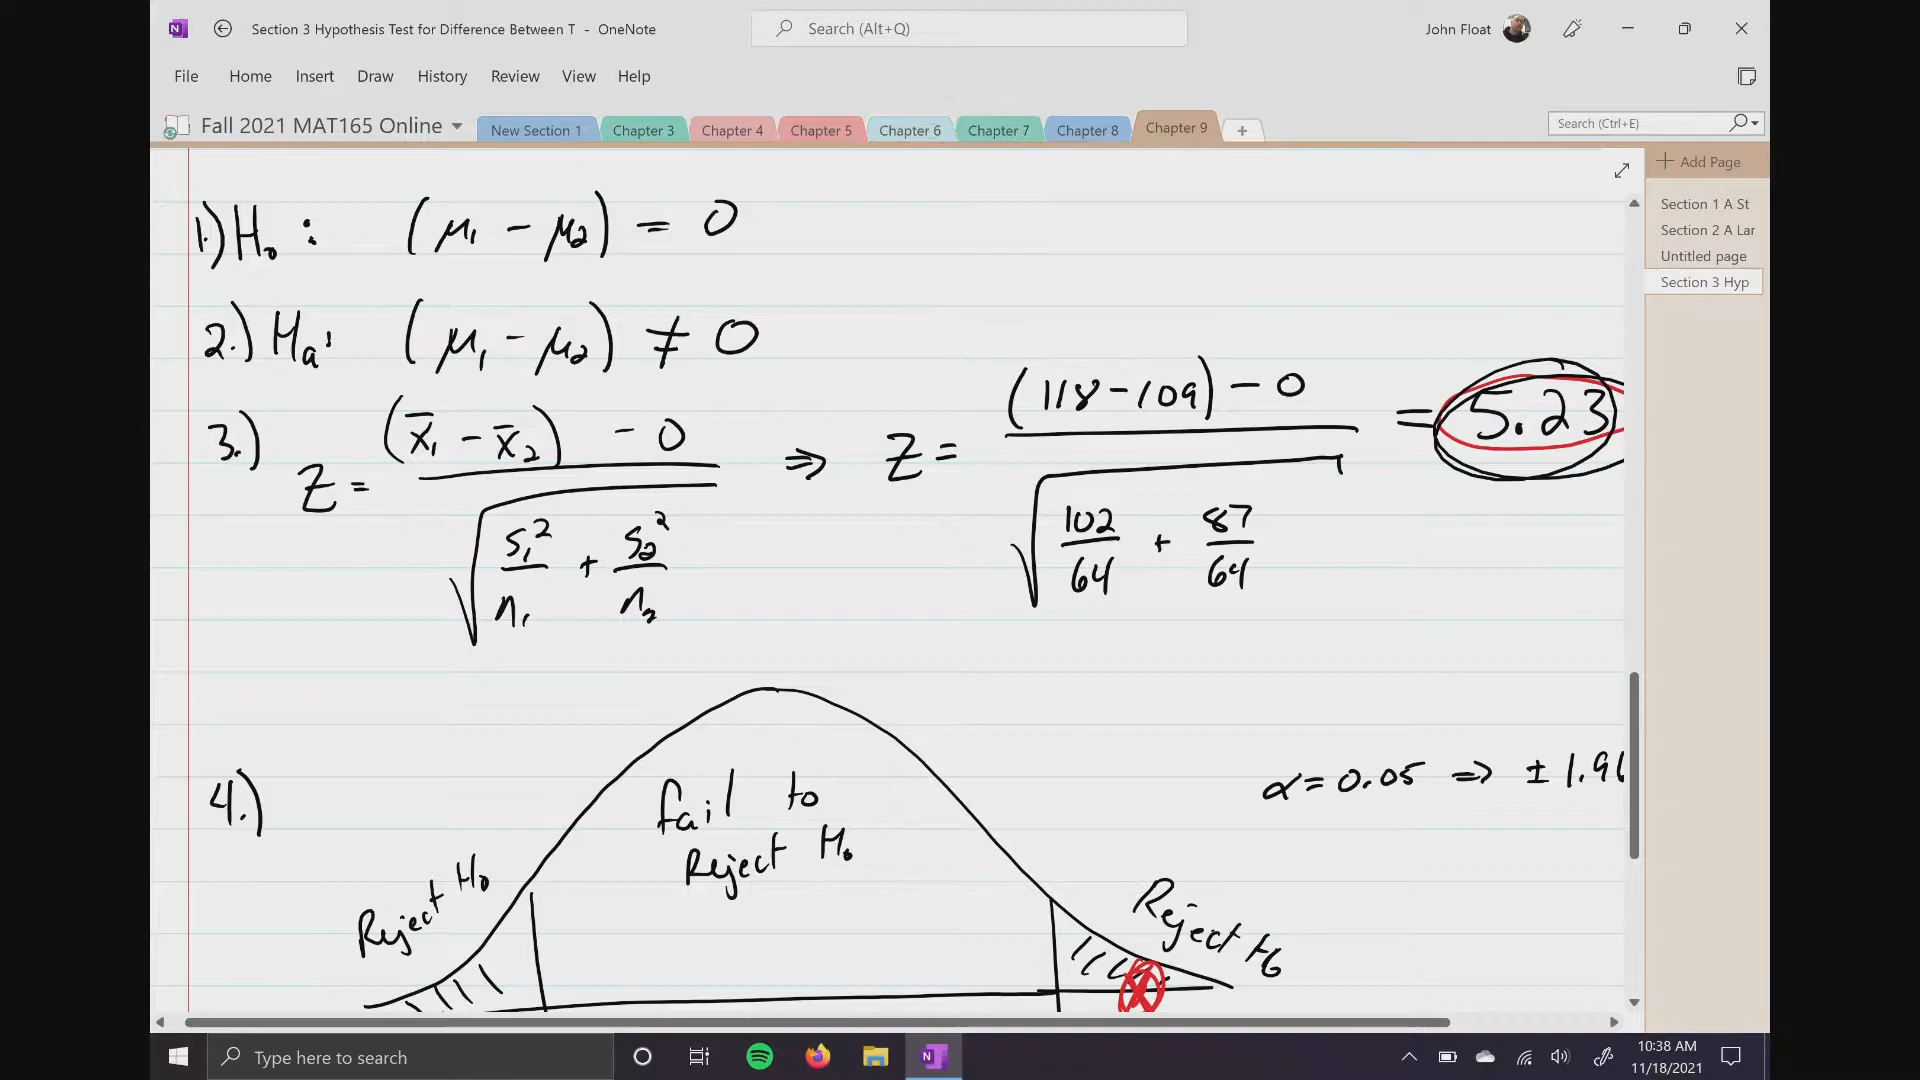 Section 3 Hypothesis Test for Difference Between T - OneNote
Search (Alt+Q)
John Float
File Home Insert Draw History Review View Help
Fall 2021 MAT165 Online
New Section 1 Chapter 3 Chapter 4 Chapter 5 Chapter 6 Chapter 7 Chapter 8 Chapter 9 +
Search (Ctrl+E)
+ Add Page
Section 1 A St
Section 2 A Lar
Untitled page
Section 3 Hyp
1.) H₀ : (μ₁ - μ₂) = 0
2.) Hₐ: (μ₁ - μ₂) ≠ 0
3.) Z = ((x̄₁ - x̄₂) - 0) / √(s₁²/n₁ + s₂²/n₂) ⇒ Z = ((118 - 109) - 0) / √(102/64 + 87/64) = 5.23
α = 0.05 ⇒ ± 1.96
4.)
fail to
Reject H₀
Reject H₀
Reject H₀
Type here to search
10:38 AM
11/18/2021